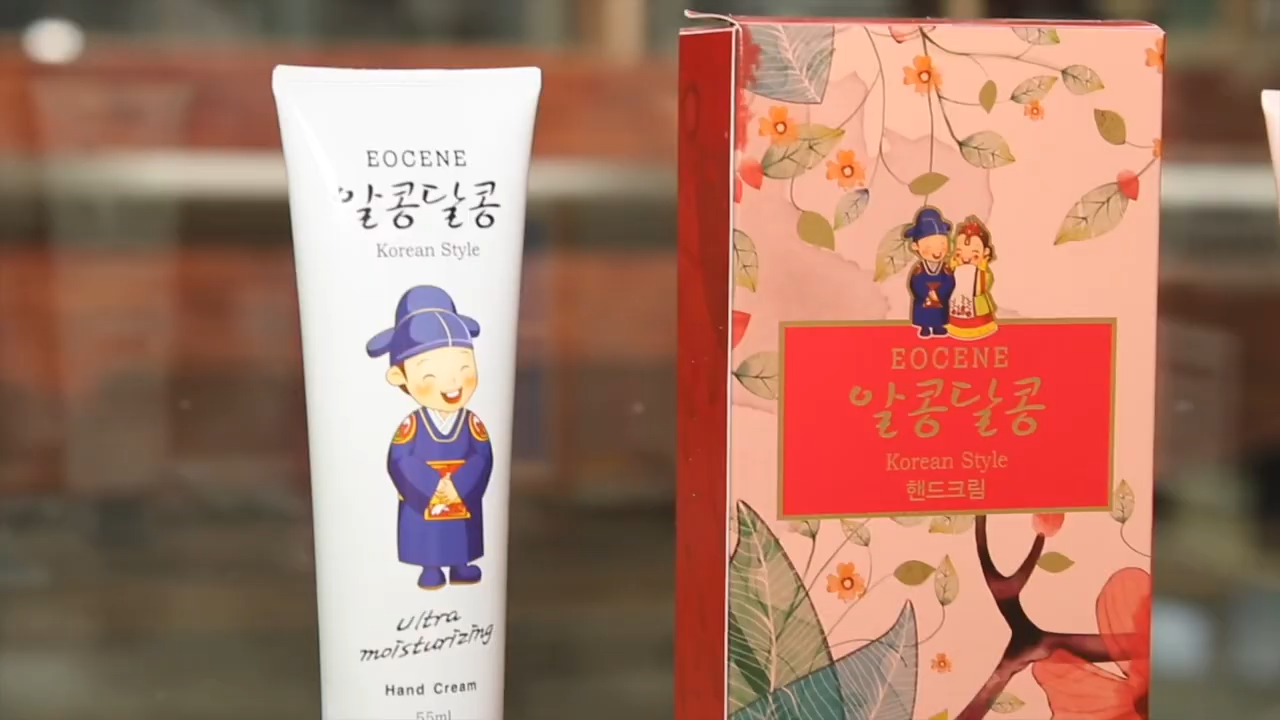 EOCENE
알콩달콩
Korean Style
ultra
moisturizing
Hand Cream
55ml
EOCENE
알콩달콩
Korean Style
핸드크림